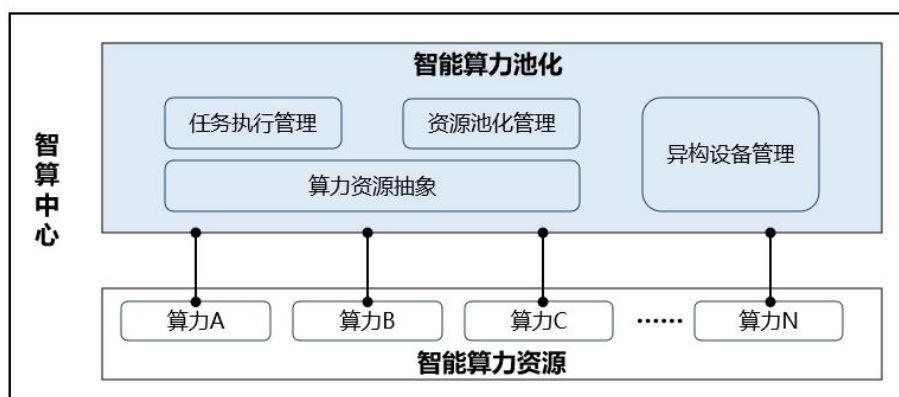 智算中心
智能算力池化
任务执行管理
资源池化管理
异构设备管理
算力资源抽象
算力A
算力B
算力C
……
算力N
智能算力资源